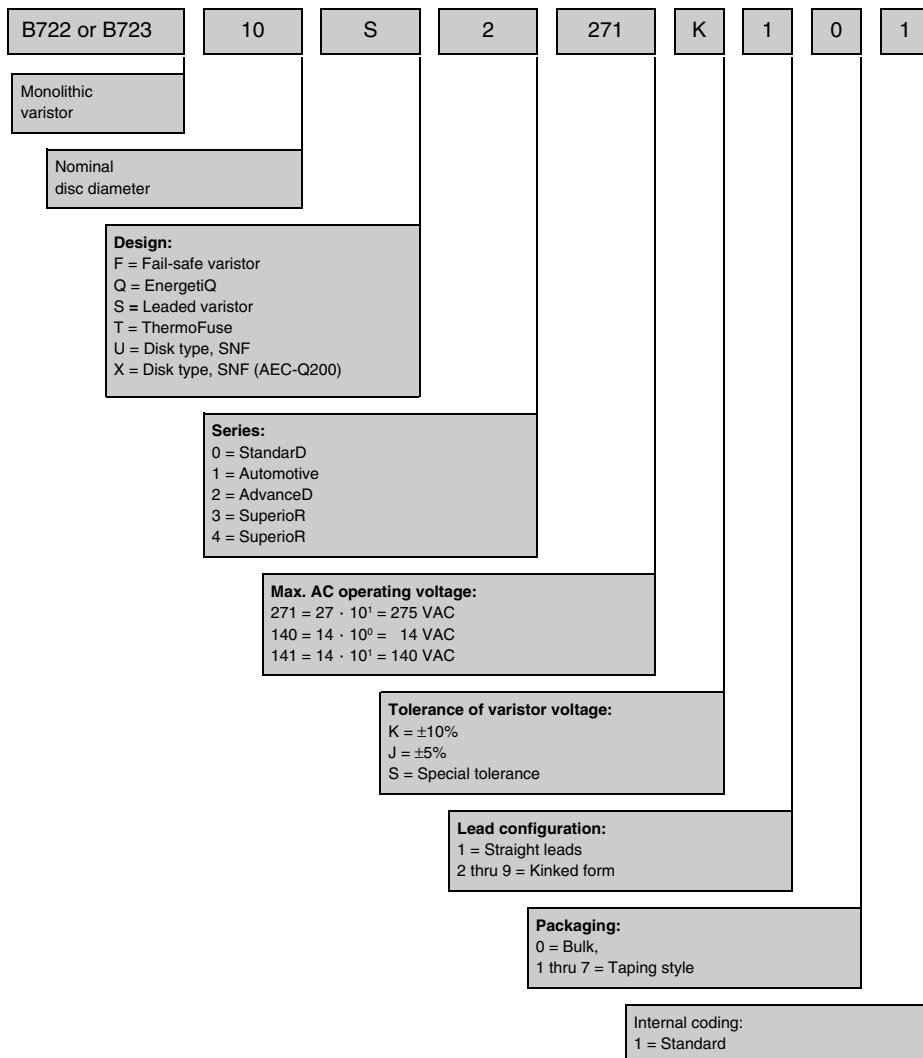 B722 or B723 10 S 2 271 K 1 0 1
Monolithic
varistor
Nominal
disc diameter
Design:
F = Fail-safe varistor
Q = EnergetiQ
S = Leaded varistor
T = ThermoFuse
U = Disk type, SNF
X = Disk type, SNF (AEC-Q200)
Series:
0 = StandarD
1 = Automotive
2 = AdvanceD
3 = SuperioR
4 = SuperioR
Max. AC operating voltage:
271 = 27 · 10¹ = 275 VAC
140 = 14 · 10⁰ = 14 VAC
141 = 14 · 10¹ = 140 VAC
Tolerance of varistor voltage:
K = ±10%
J = ±5%
S = Special tolerance
Lead configuration:
1 = Straight leads
2 thru 9 = Kinked form
Packaging:
0 = Bulk,
1 thru 7 = Taping style
Internal coding:
1 = Standard